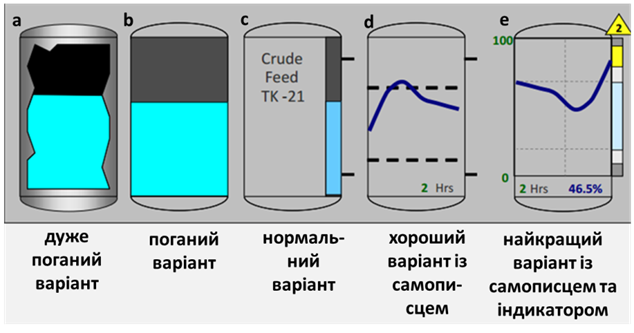 a
b
c
d
e
2
100
Crude
Feed
TK -21
2 Hrs
0
2 Hrs 46.5%
дуже
поганий
варіант
поганий
варіант
нормаль-
ний
варіант
хороший
варіант із
самопи-
сцем
найкращий
варіант із
самописцем та
індикатором